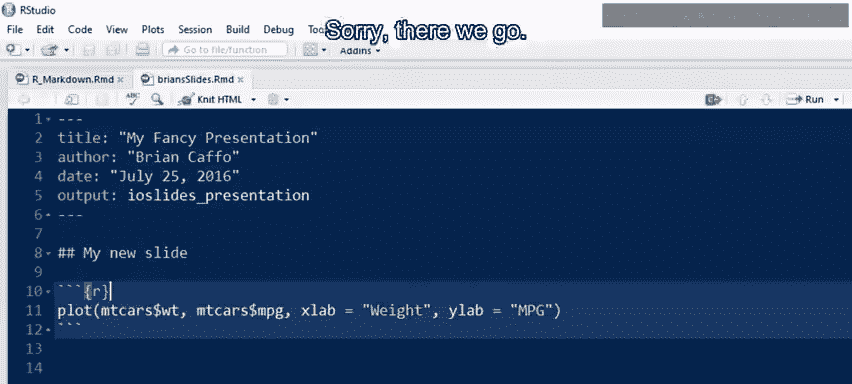 RStudio
File Edit Code View Plots Session Build Debug
Sorry, there we go.
Go to file/function Addins
R_Markdown.Rmd × briansSlides.Rmd ×
ABC Knit HTML Run
1 ---
2 title: "My Fancy Presentation"
3 author: "Brian Caffo"
4 date: "July 25, 2016"
5 output: ioslides_presentation
6 ---
7
8 ## My new slide
9
10 ```{r}
11 plot(mtcars$wt, mtcars$mpg, xlab = "Weight", ylab = "MPG")
12 ```
13
14